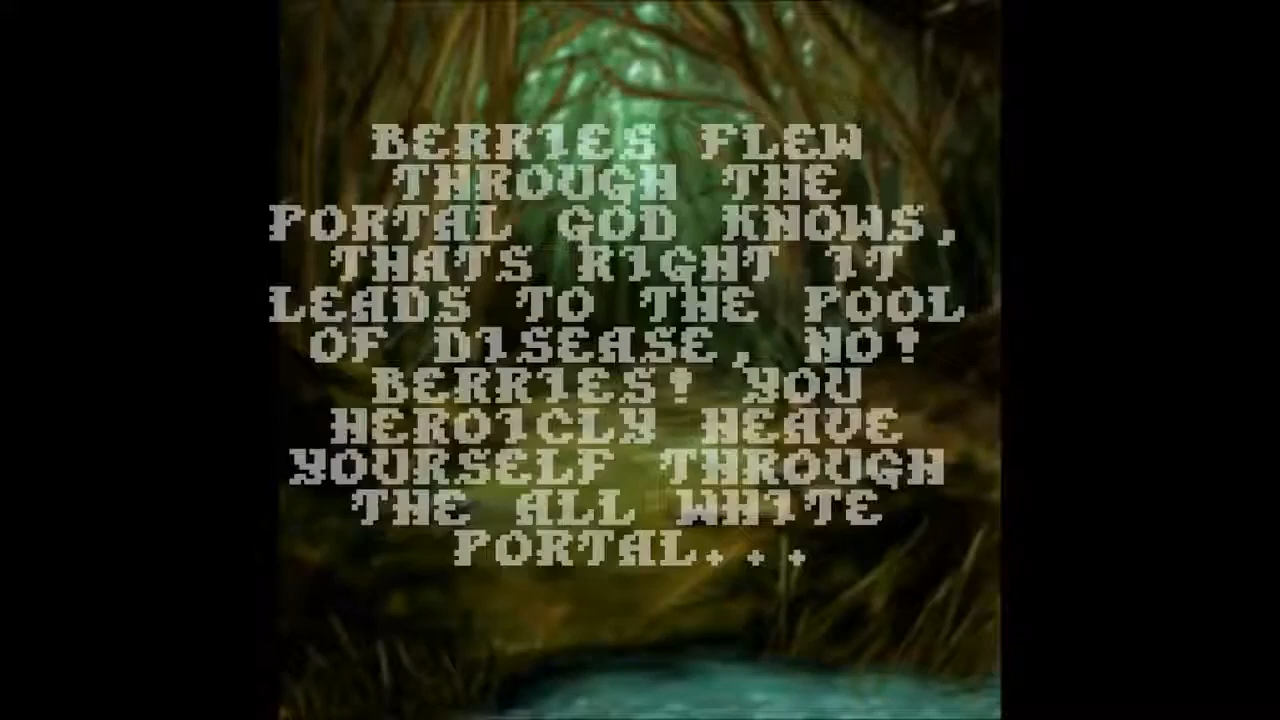 BERRIES FLEW
THROUGH THE
PORTAL GOD KNOWS,
THATS RIGHT IT
LEADS TO THE POOL
OF DISEASE, NO!
BERRIES! YOU
HEROICLY HEAVE
YOURSELF THROUGH
THE ALL WHITE
PORTAL...